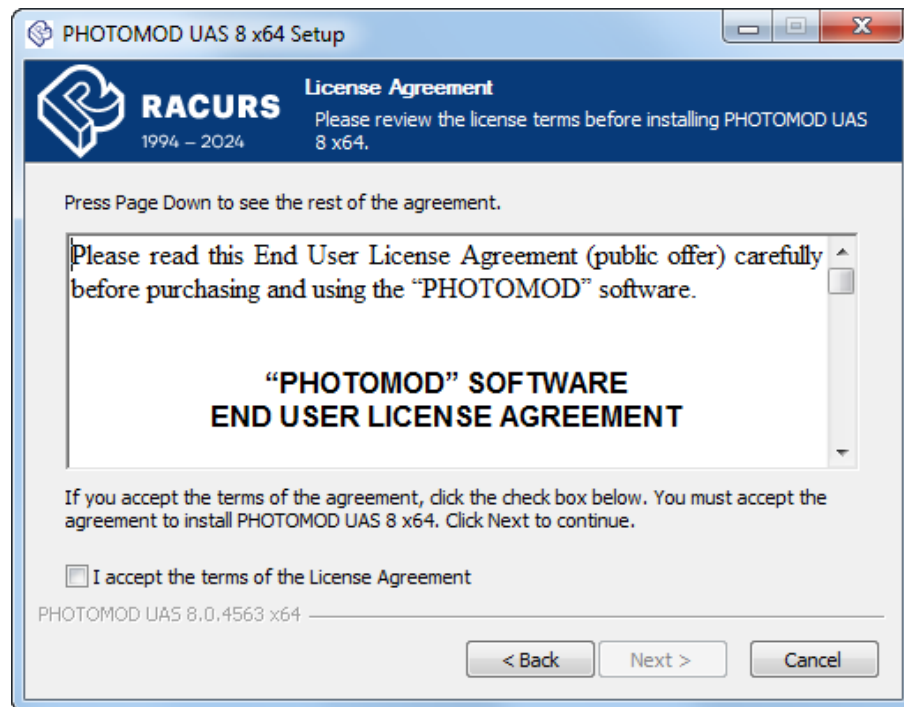 PHOTOMOD UAS 8 x64 Setup
RACURS
1994 – 2024
License Agreement
Please review the license terms before installing PHOTOMOD UAS
8 x64.
Press Page Down to see the rest of the agreement.
Please read this End User License Agreement (public offer) carefully
before purchasing and using the “PHOTOMOD” software.
“PHOTOMOD” SOFTWARE
END USER LICENSE AGREEMENT
If you accept the terms of the agreement, click the check box below. You must accept the
agreement to install PHOTOMOD UAS 8 x64. Click Next to continue.
I accept the terms of the License Agreement
PHOTOMOD UAS 8.0.4563 x64
< Back
Next >
Cancel